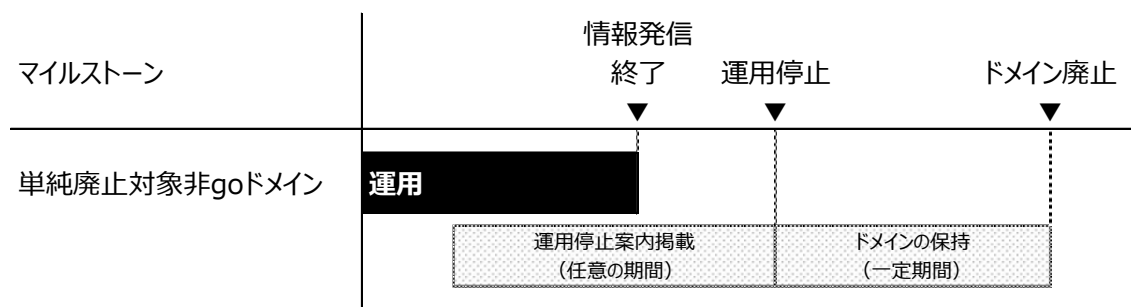 情報発信
マイルストーン 終了 運用停止 ドメイン廃止
▼ ▼ ▼
単純廃止対象非goドメイン 運用
運用停止案内掲載 ドメインの保持
（任意の期間） （一定期間）